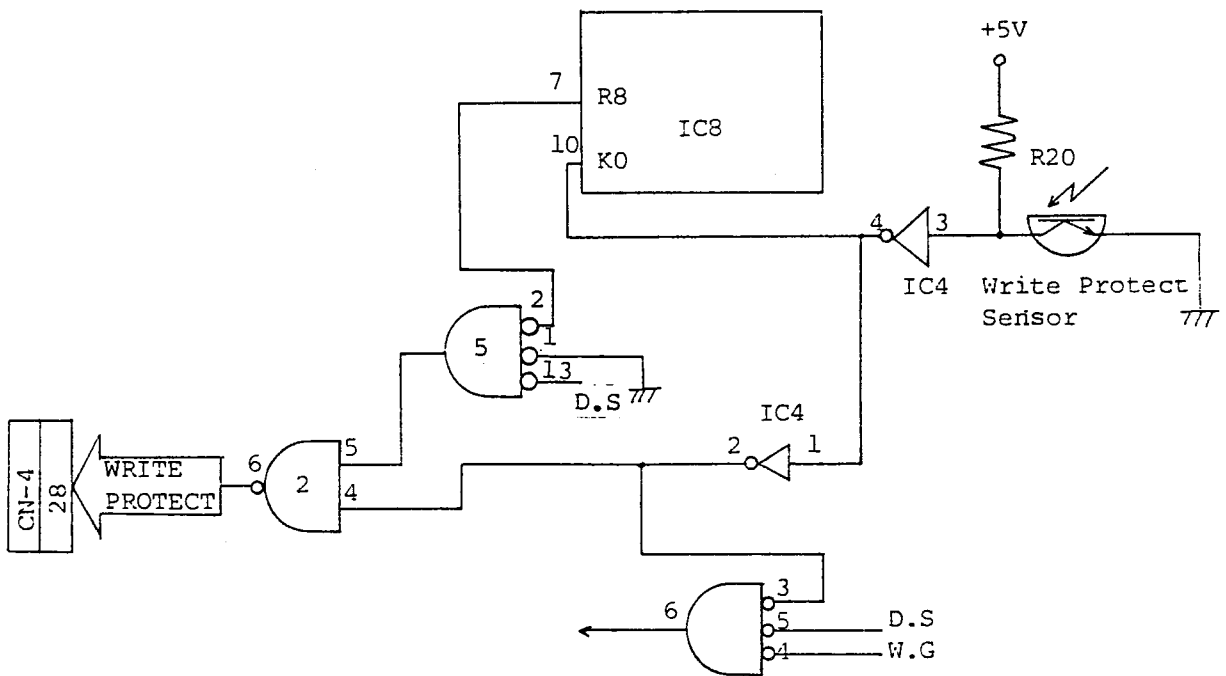 +5V
7
R8
IC8
R20
10
K0
4
3
IC4
Write Protect
Sensor
2
1
5
13
D.S
IC4
2
1
CN-4
28
WRITE
PROTECT
6
2
5
4
3
6
5
D.S
4
W.G